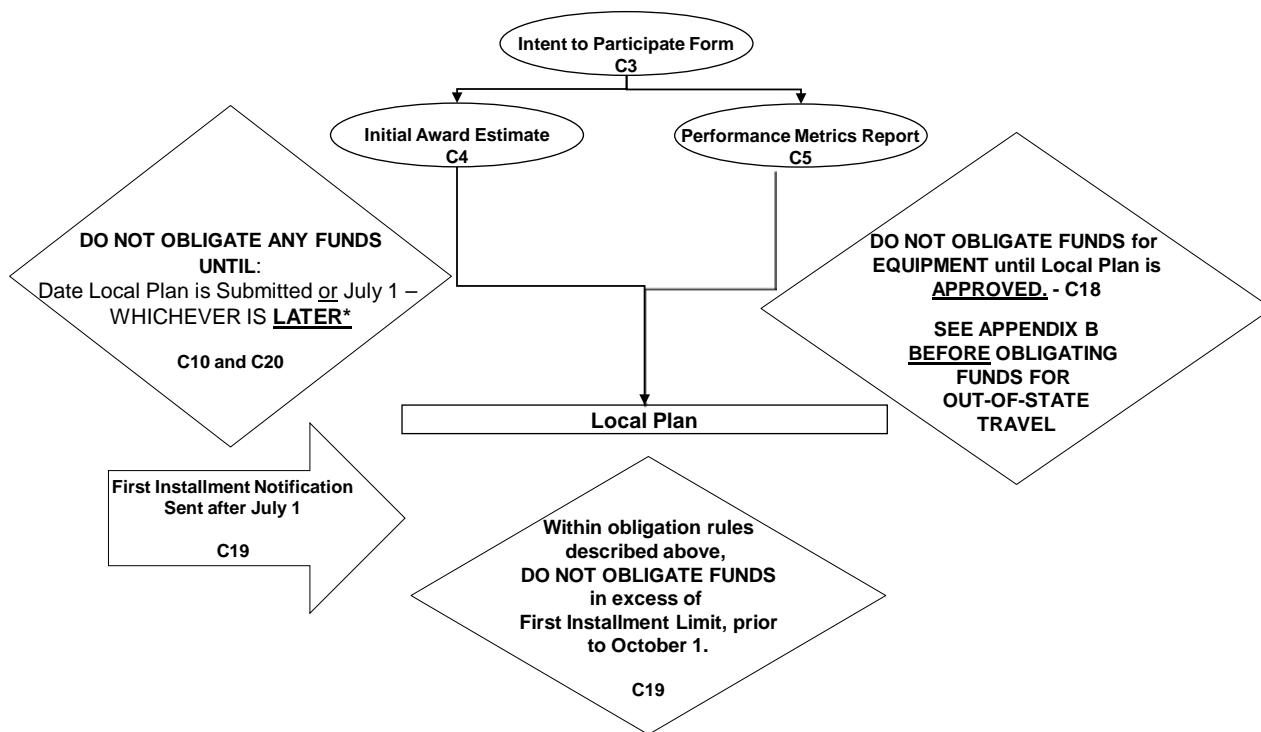 Intent to Participate Form
C3
Initial Award Estimate
C4
Performance Metrics Report
C5
DO NOT OBLIGATE ANY FUNDS
UNTIL:
Date Local Plan is Submitted or July 1 –
WHICHEVER IS LATER*
C10 and C20
DO NOT OBLIGATE FUNDS for
EQUIPMENT until Local Plan is
APPROVED. - C18
SEE APPENDIX B
BEFORE OBLIGATING
FUNDS FOR
OUT-OF-STATE
TRAVEL
Local Plan
First Installment Notification
Sent after July 1
C19
Within obligation rules
described above,
DO NOT OBLIGATE FUNDS
in excess of
First Installment Limit, prior
to October 1.
C19